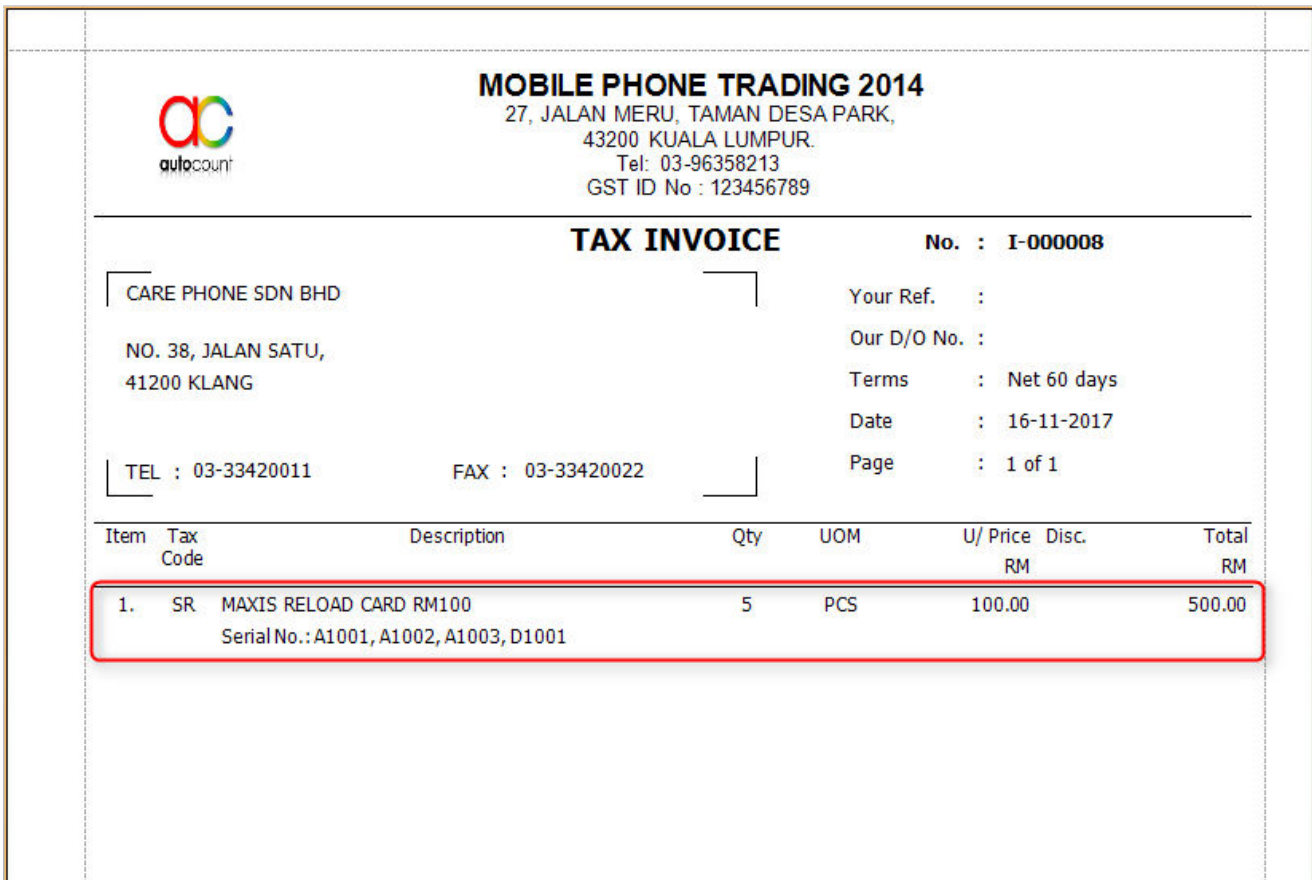 autocount
MOBILE PHONE TRADING 2014
27, JALAN MERU, TAMAN DESA PARK,
43200 KUALA LUMPUR.
Tel: 03-96358213
GST ID No : 123456789
TAX INVOICE
No. : I-000008
CARE PHONE SDN BHD
NO. 38, JALAN SATU,
41200 KLANG
TEL : 03-33420011 FAX : 03-33420022
Your Ref. :
Our D/O No. :
Terms : Net 60 days
Date : 16-11-2017
Page : 1 of 1
Item Tax Description Qty UOM U/ Price Disc. Total
Code RM RM
1. SR MAXIS RELOAD CARD RM100 5 PCS 100.00 500.00
Serial No.: A1001, A1002, A1003, D1001